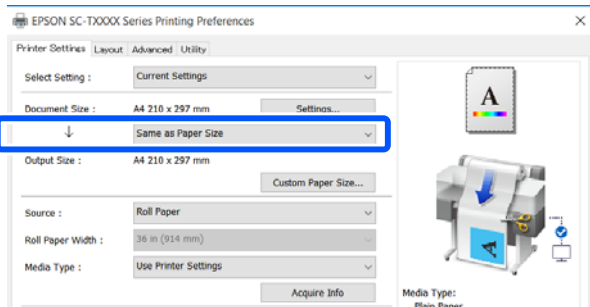 EPSON SC-TXXXX Series Printing Preferences
Printer Settings Layout Advanced Utility
Select Setting : Current Settings
A
Document Size : A4 210 x 297 mm Settings...
↓ Same as Paper Size
Output Size : A4 210 x 297 mm
Custom Paper Size...
Source : Roll Paper
Roll Paper Width : 36 in (914 mm)
A
Media Type : Use Printer Settings
Acquire Info
Media Type:
Plain Paper